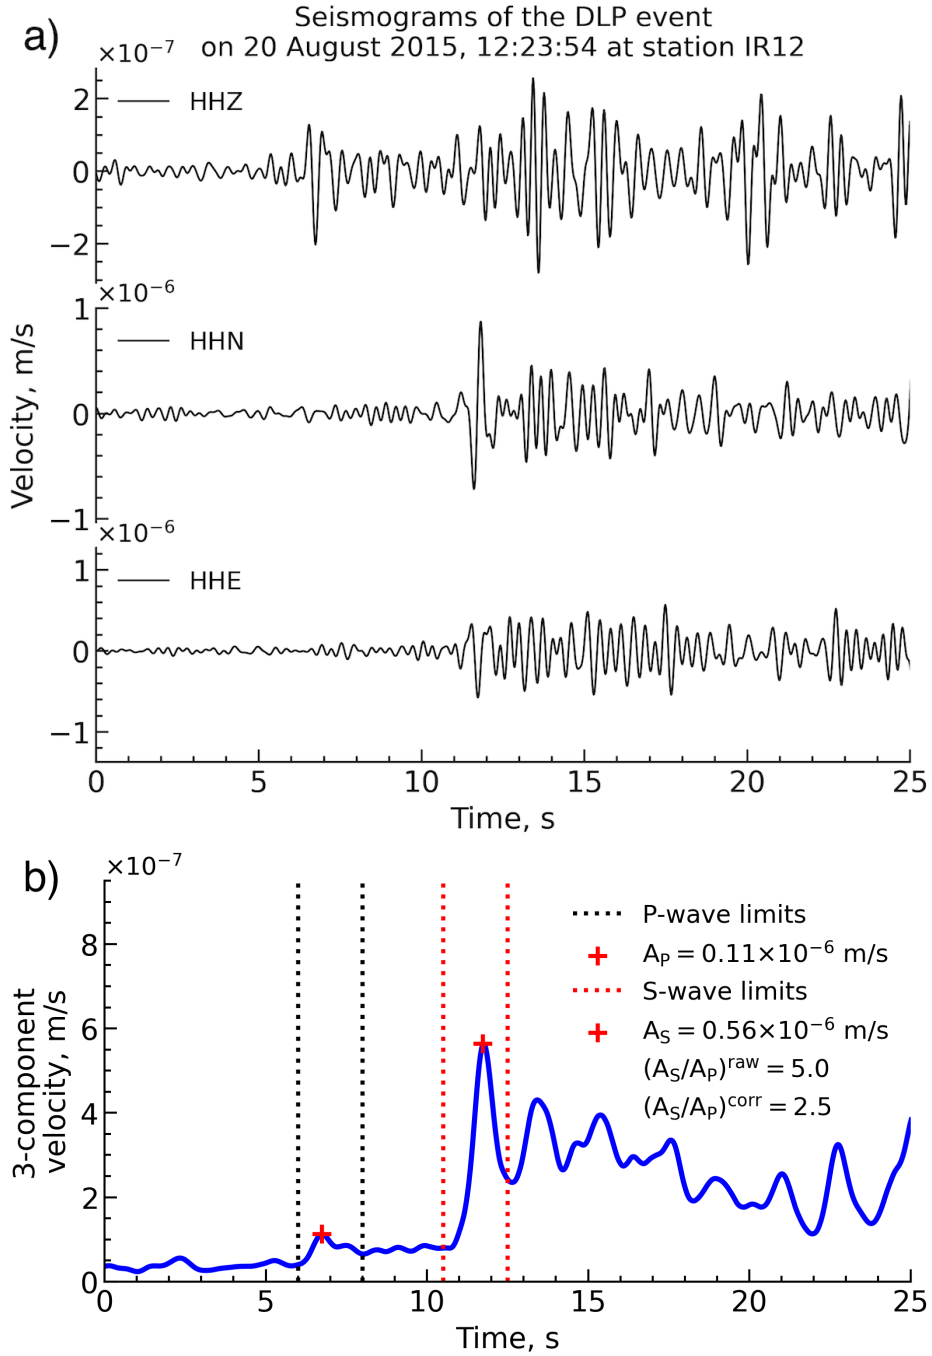 a)
Seismograms of the DLP event
on 20 August 2015, 12:23:54 at station IR12
×10⁻⁷
HHZ
2
0
−2
×10⁻⁶
1
HHN
0
−1
Velocity, m/s
×10⁻⁶
1
HHE
0
−1
0 5 10 15 20 25
Time, s
b)
×10⁻⁷
P-wave limits
A_P = 0.11×10⁻⁶ m/s
S-wave limits
A_S = 0.56×10⁻⁶ m/s
(A_S/A_P)^raw = 5.0
(A_S/A_P)^corr = 2.5
8
6
4
2
0
3-component
velocity, m/s
0 5 10 15 20 25
Time, s